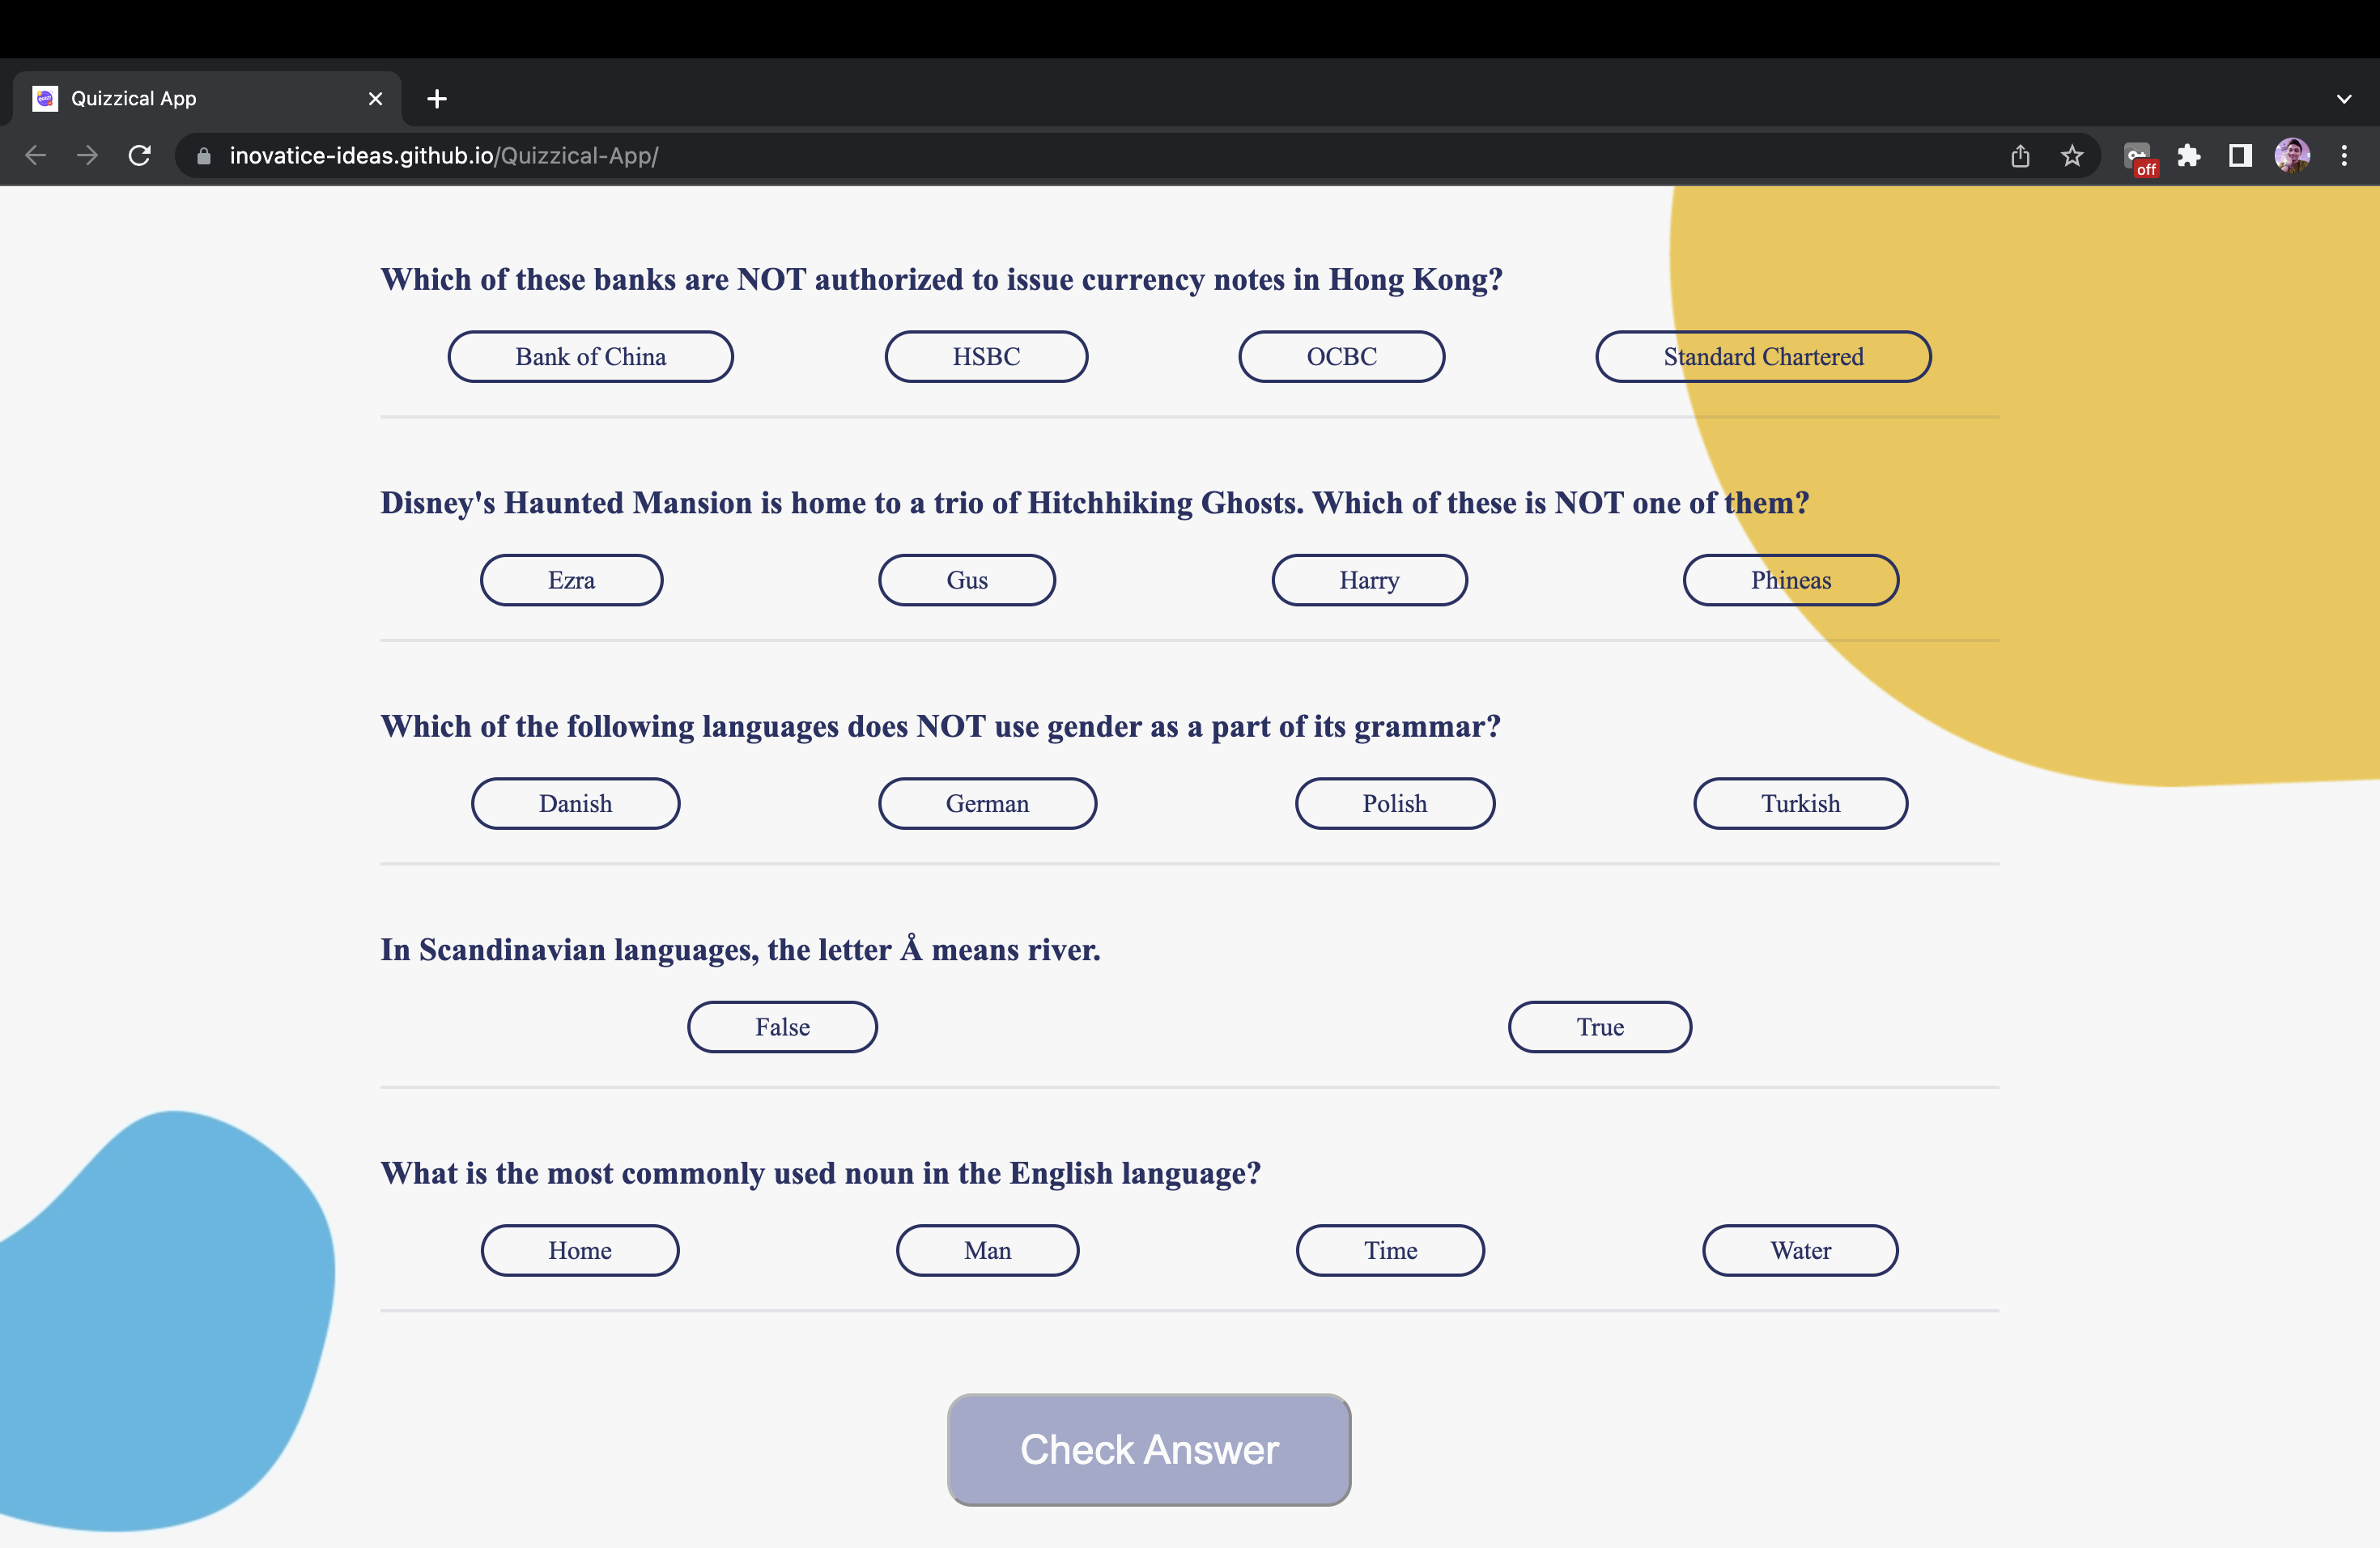 Quizzical App
inovatice-ideas.github.io/Quizzical-App/
off
Which of these banks are NOT authorized to issue currency notes in Hong Kong?
Bank of China HSBC OCBC Standard Chartered
Disney's Haunted Mansion is home to a trio of Hitchhiking Ghosts. Which of these is NOT one of them?
Ezra Gus Harry Phineas
Which of the following languages does NOT use gender as a part of its grammar?
Danish German Polish Turkish
In Scandinavian languages, the letter Å means river.
False True
What is the most commonly used noun in the English language?
Home Man Time Water
Check Answer